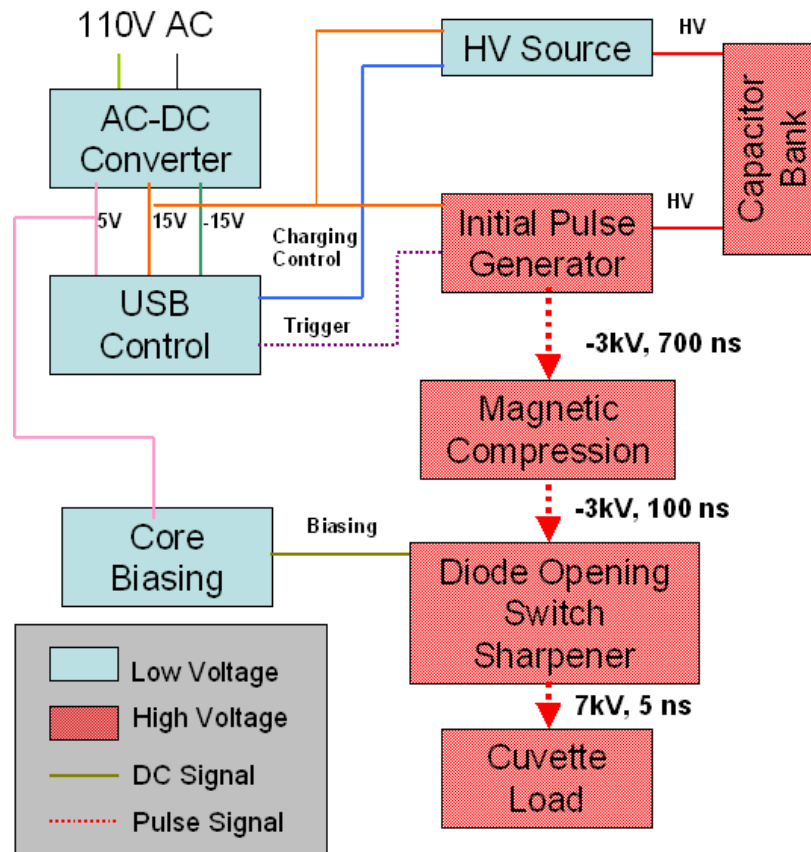 110V AC
HV Source
HV
AC-DC
Converter
Capacitor
Bank
5V
15V
-15V
Initial Pulse
Generator
HV
Charging
Control
USB
Control
Trigger
-3kV, 700 ns
Magnetic
Compression
-3kV, 100 ns
Core
Biasing
Biasing
Diode Opening
Switch
Sharpener
7kV, 5 ns
Cuvette
Load
Low Voltage
High Voltage
DC Signal
Pulse Signal